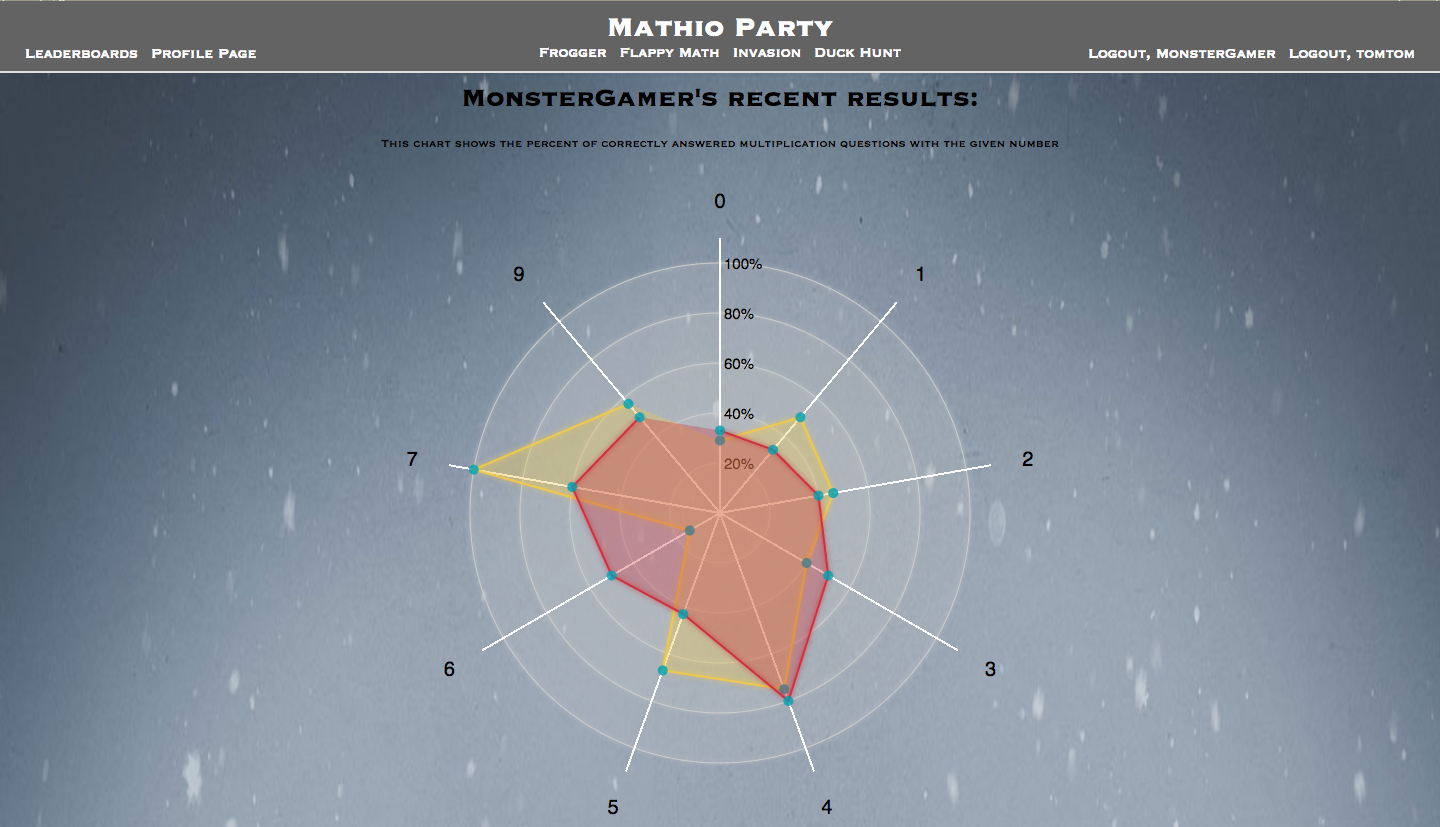 Mathio Party
Leaderboards Profile Page
Frogger Flappy Math Invasion Duck Hunt
Logout, MonsterGamer Logout, tomtom
MonsterGamer's recent results:
This chart shows the percent of correctly answered multiplication questions with the given number
0
9
1
100%
80%
60%
40%
20%
7
2
6
3
5
4